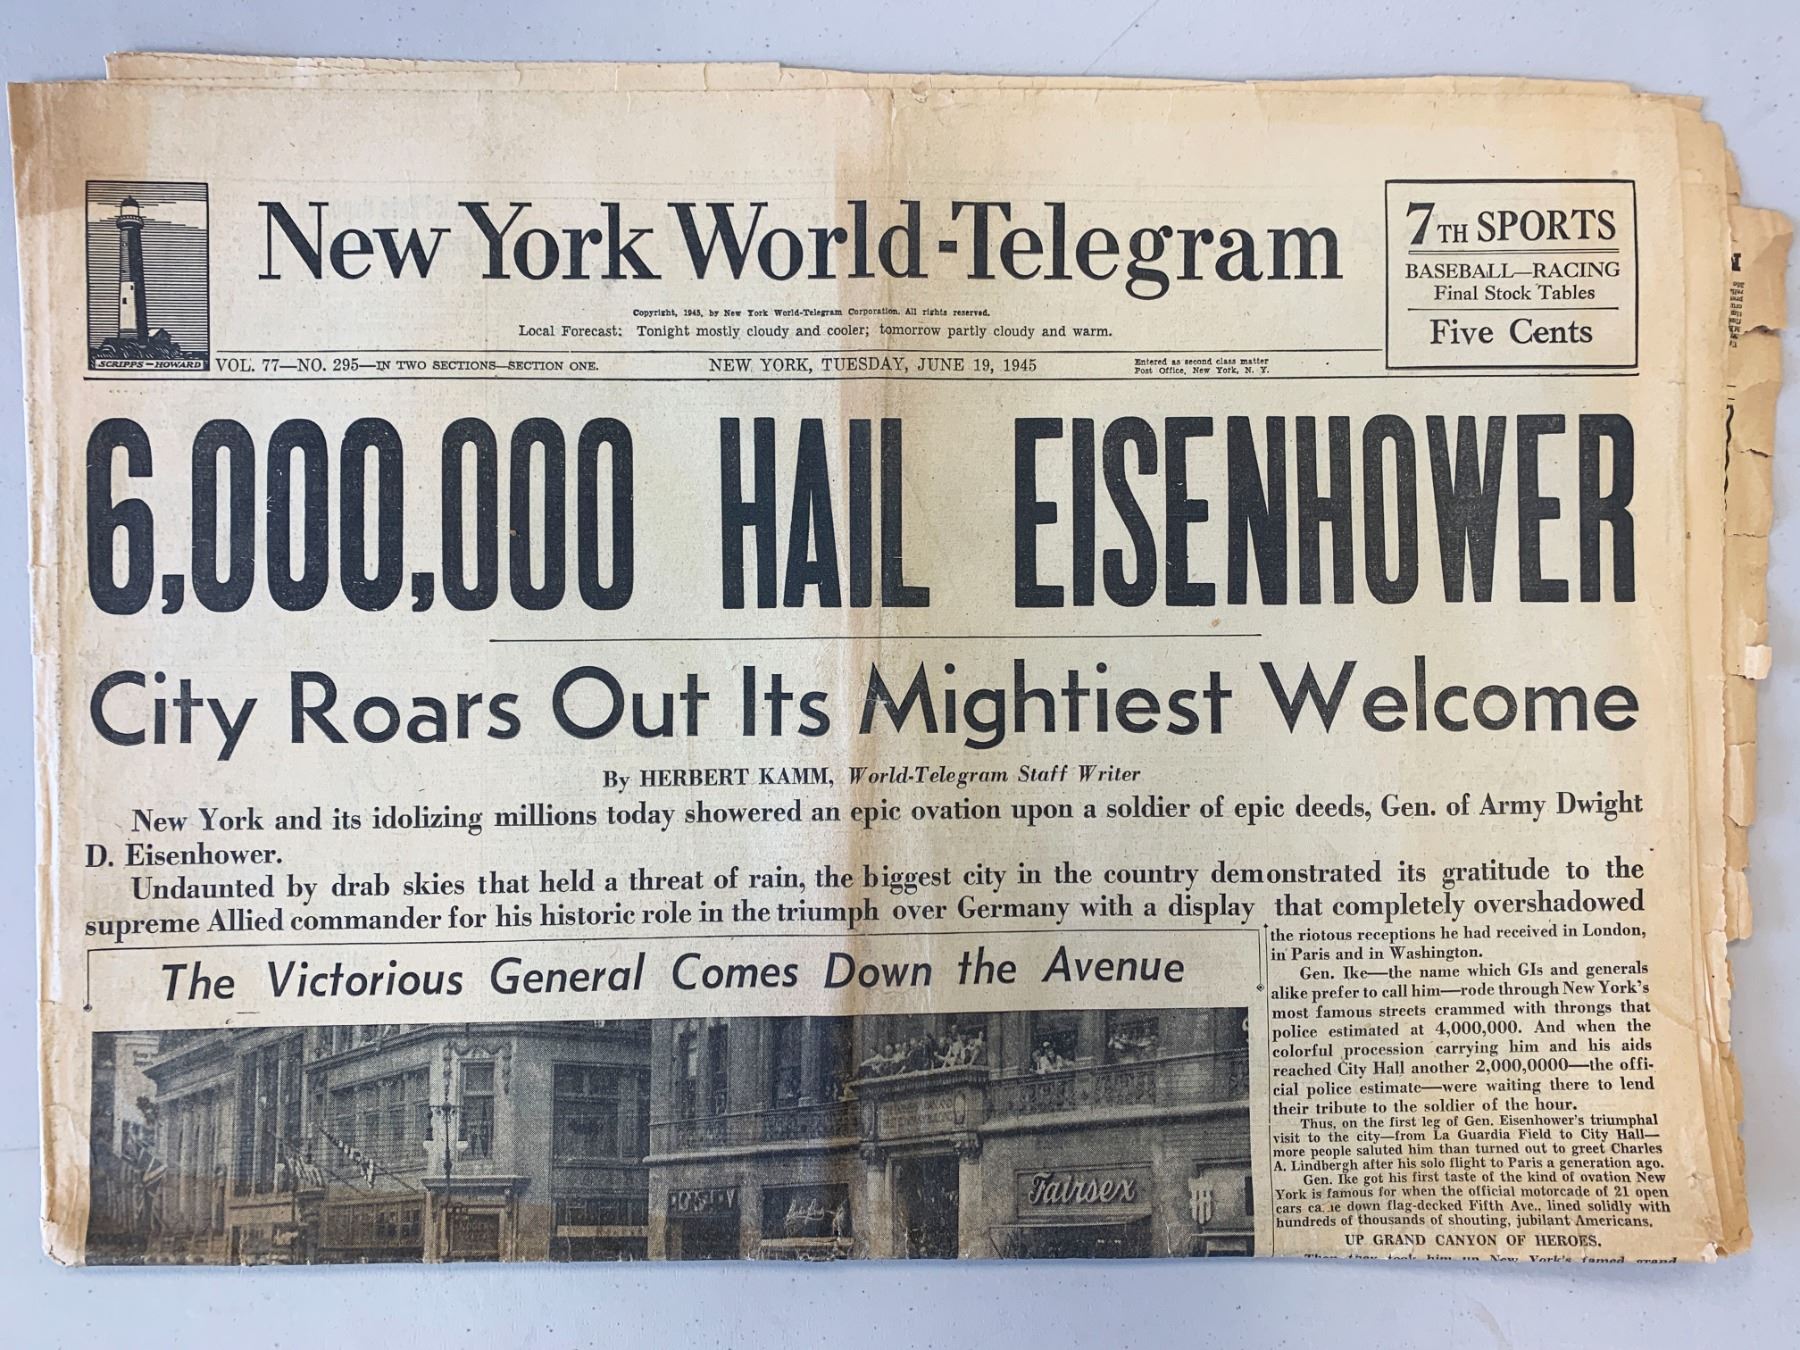 SCRIPPS—HOWARD
New York World-Telegram
Copyright, 1945, by New York World-Telegram Corporation. All rights reserved.
Local Forecast: Tonight mostly cloudy and cooler; tomorrow partly cloudy and warm.
7TH SPORTS
BASEBALL—RACING
Final Stock Tables
Five Cents
VOL. 77—NO. 295—IN TWO SECTIONS—SECTION ONE.
NEW YORK, TUESDAY, JUNE 19, 1945
Entered as second class matter
Post Office, New York, N. Y.
6,000,000 HAIL EISENHOWER
City Roars Out Its Mightiest Welcome
By HERBERT KAMM, World-Telegram Staff Writer
New York and its idolizing millions today showered an epic ovation upon a soldier of epic deeds, Gen. of Army Dwight
D. Eisenhower.
Undaunted by drab skies that held a threat of rain, the biggest city in the country demonstrated its gratitude to the
supreme Allied commander for his historic role in the triumph over Germany with a display that completely overshadowed
the riotous receptions he had received in London,
in Paris and in Washington.
Gen. Ike—the name which GIs and generals
alike prefer to call him—rode through New York's
most famous streets crammed with throngs that
police estimated at 4,000,000. And when the
colorful procession carrying him and his aids
reached City Hall another 2,000,0000—the offi-
cial police estimate—were waiting there to lend
their tribute to the soldier of the hour.
Thus, on the first leg of Gen. Eisenhower's triumphal
visit to the city—from La Guardia Field to City Hall—
more people saluted him than turned out to greet Charles
A. Lindbergh after his solo flight to Paris a generation ago.
Gen. Ike got his first taste of the kind of ovation New
York is famous for when the official motorcade of 21 open
cars came down flag-decked Fifth Ave., lined solidly with
hundreds of thousands of shouting, jubilant Americans.
UP GRAND CANYON OF HEROES.
Then they took him up New York's famed grand
The Victorious General Comes Down the Avenue
Fairsex